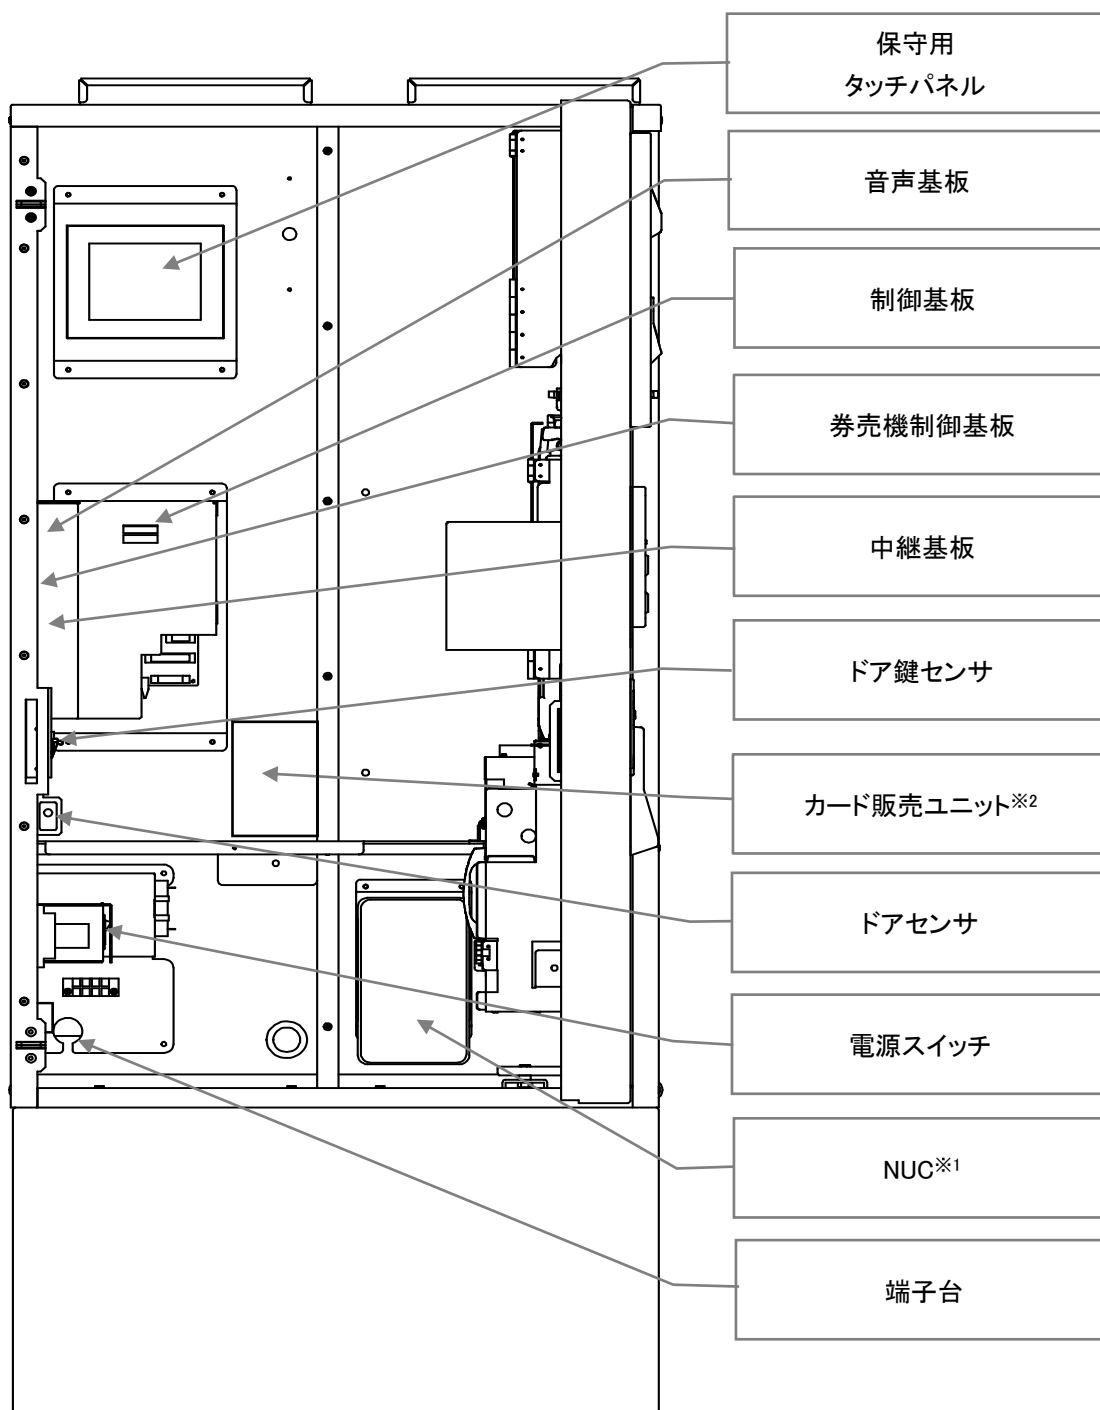 保守用
タッチパネル
音声基板
制御基板
券売機制御基板
中継基板
ドア鍵センサ
カード販売ユニット※2
ドアセンサ
電源スイッチ
NUC※1
端子台